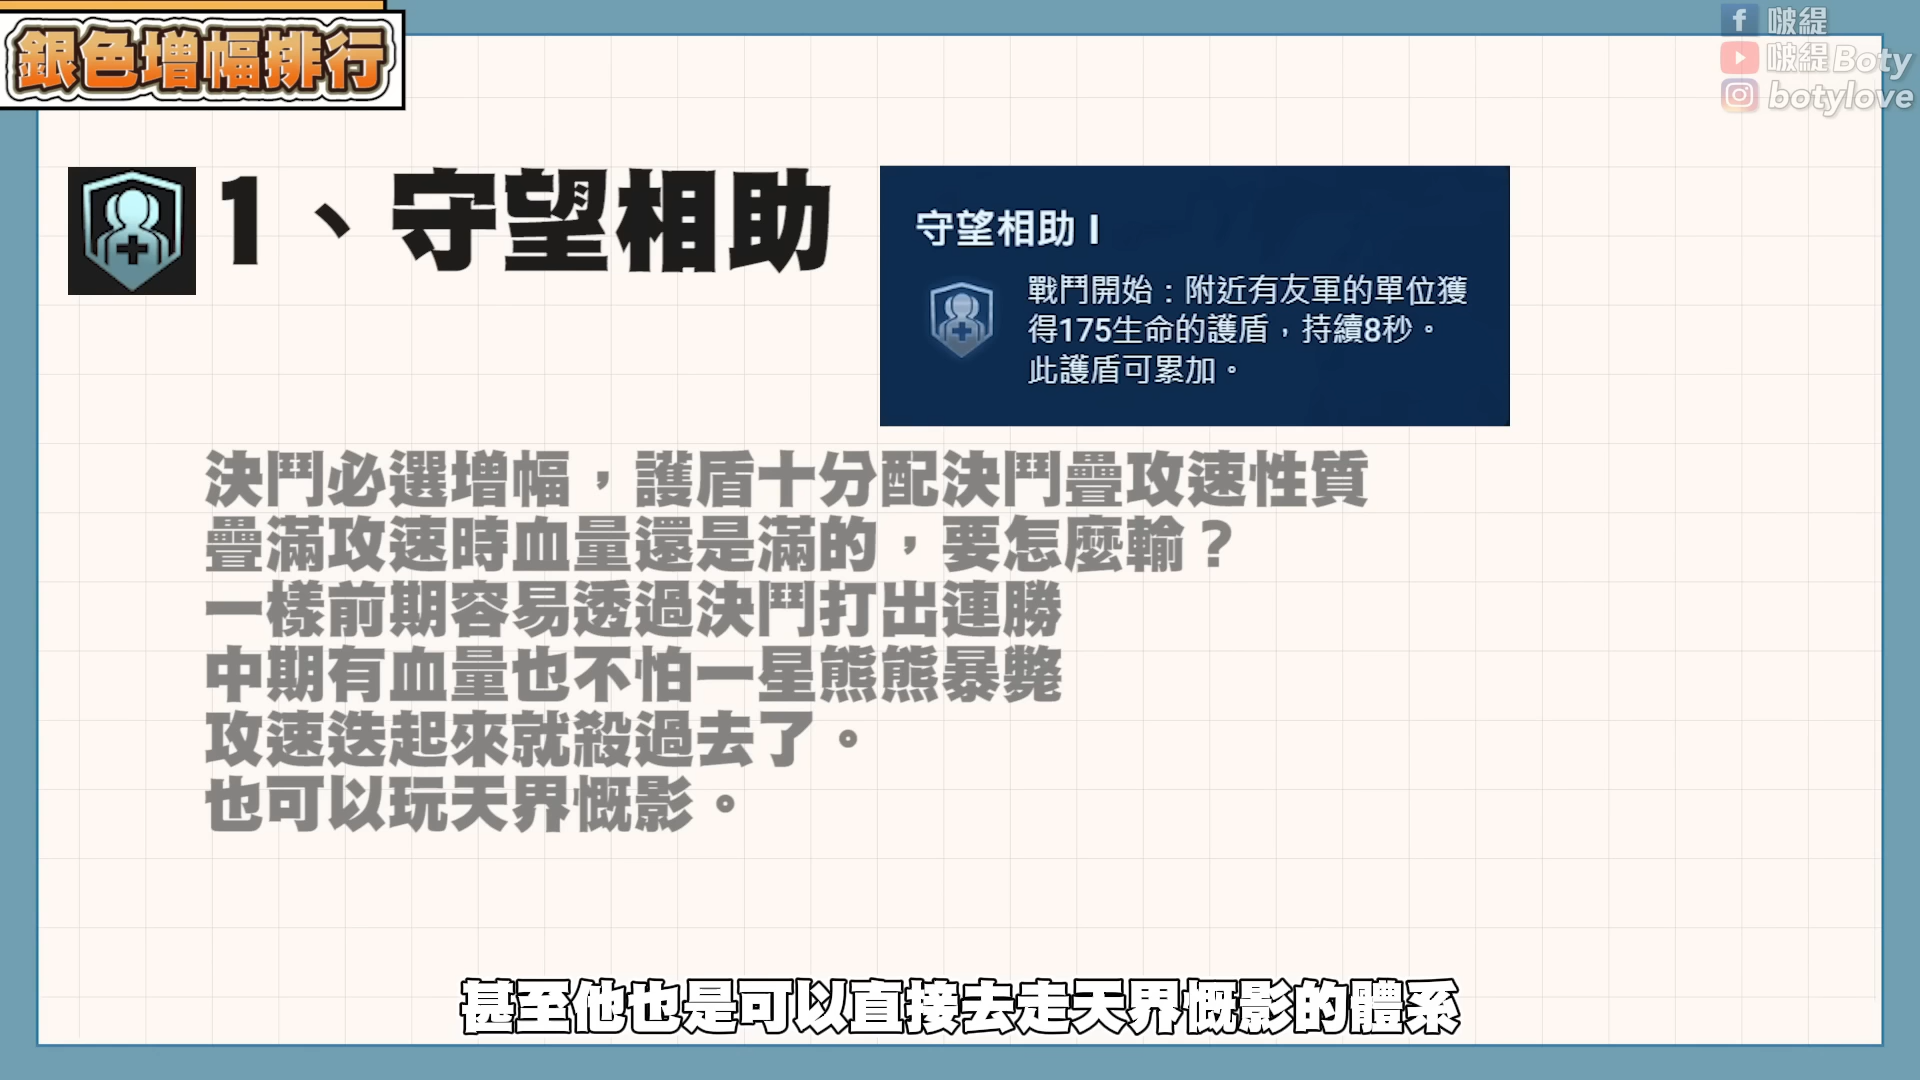 銀色增幅排行
啵緹
啵緹Boty
botylove
1、守望相助
守望相助 I
戰鬥開始：附近有友軍的單位獲
得175生命的護盾，持續8秒。
此護盾可累加。
決鬥必選增幅，護盾十分配決鬥疊攻速性質
疊滿攻速時血量還是滿的，要怎麼輸？
一樣前期容易透過決鬥打出連勝
中期有血量也不怕一星熊熊暴斃
攻速迭起來就殺過去了。
也可以玩天界慨影。
甚至他也是可以直接去走天界慨影的體系